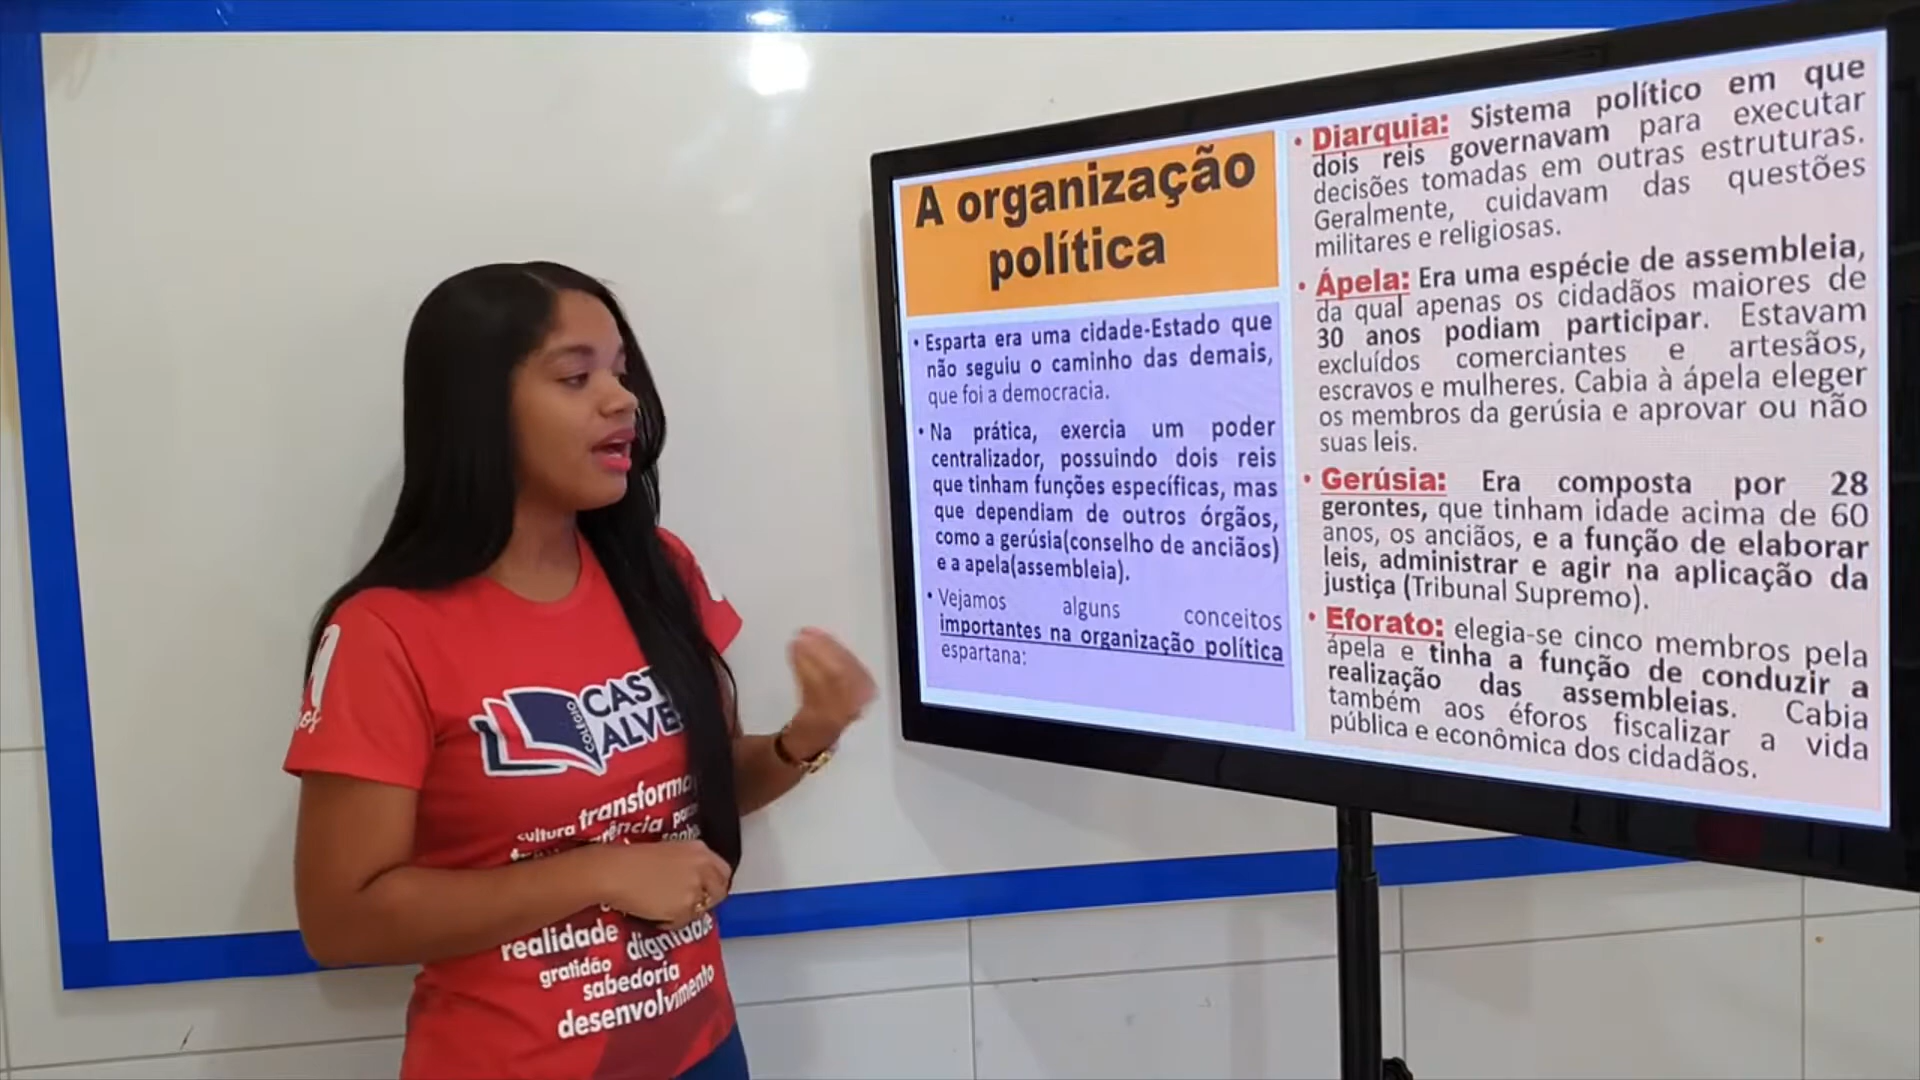 A organização
política
• Esparta era uma cidade-Estado que
não seguiu o caminho das demais,
que foi a democracia.
• Na prática, exercia um poder
centralizador, possuindo dois reis
que tinham funções específicas, mas
que dependiam de outros órgãos,
como a gerúsia(conselho de anciãos)
e a apela(assembleia).
• Vejamos alguns conceitos
importantes na organização política
espartana:
• Diarquia: Sistema político em que
dois reis governavam para executar
decisões tomadas em outras estruturas.
Geralmente, cuidavam das questões
militares e religiosas.
• Ápela: Era uma espécie de assembleia,
da qual apenas os cidadãos maiores de
30 anos podiam participar. Estavam
excluídos comerciantes e artesãos,
escravos e mulheres. Cabia à ápela eleger
os membros da gerúsia e aprovar ou não
suas leis.
• Gerúsia: Era composta por 28
gerontes, que tinham idade acima de 60
anos, os anciãos, e a função de elaborar
leis, administrar e agir na aplicação da
justiça (Tribunal Supremo).
• Eforato: elegia-se cinco membros pela
ápela e tinha a função de conduzir a
realização das assembleias. Cabia
também aos éforos fiscalizar a vida
pública e econômica dos cidadãos.
COLÉGIO
CAST
ALVE
transforma
cultura
realidade dignidade
gratidão
sabedoria
desenvolvimento